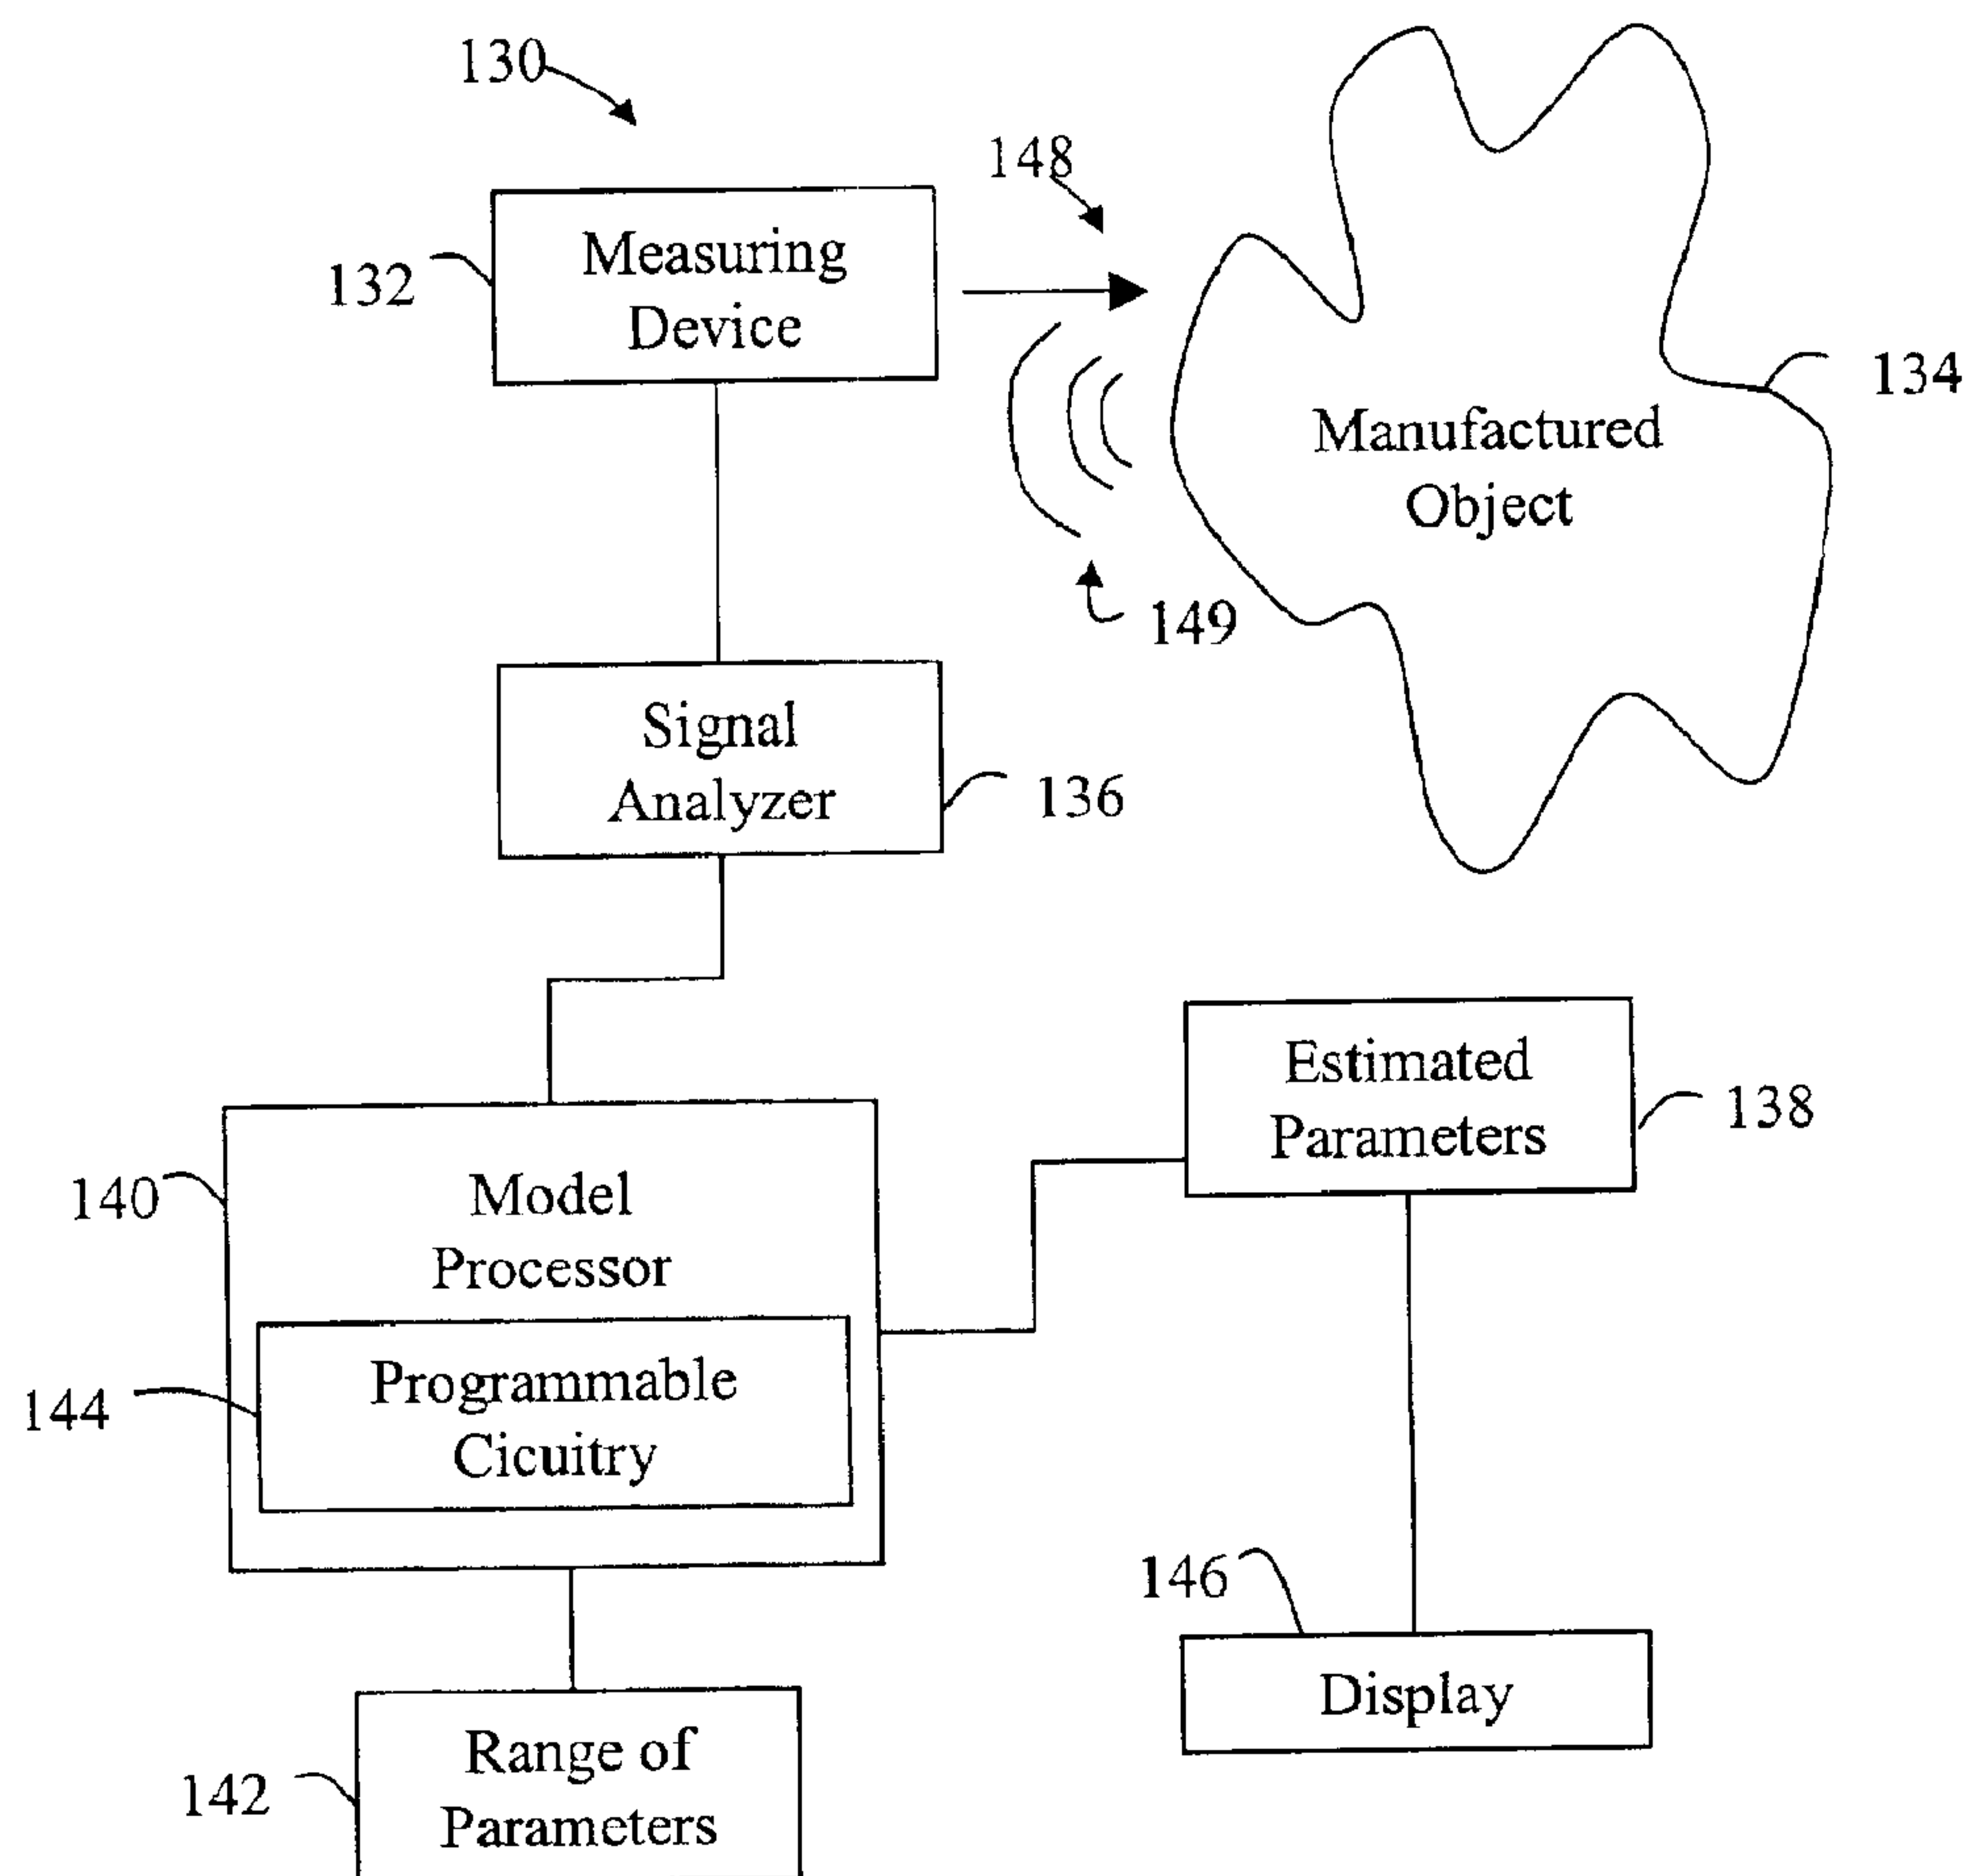 130
148
132
Measuring
Device
134
Manufactured
Object
149
Signal
Analyzer
136
Estimated
Parameters
138
140
Model
Processor
144
Programmable
Cicuitry
146
Display
142
Range of
Parameters